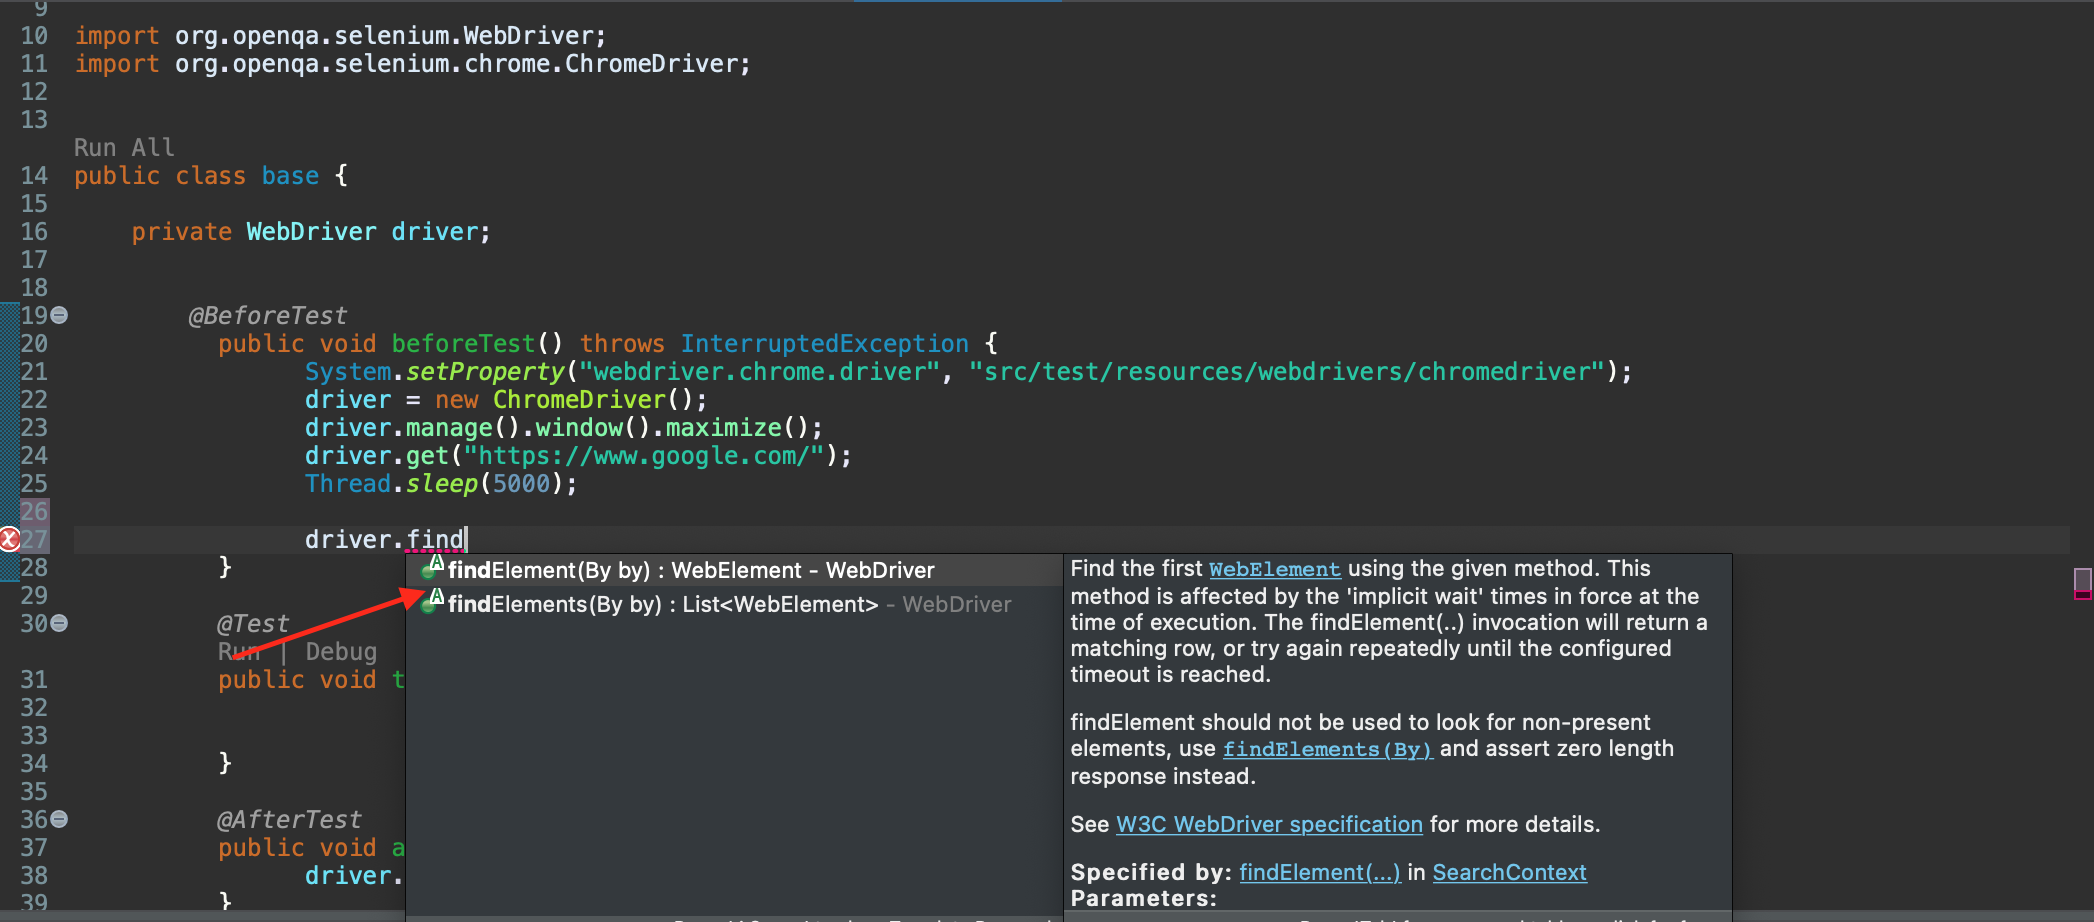 9
10 import org.openqa.selenium.WebDriver;
11 import org.openqa.selenium.chrome.ChromeDriver;
12
13
Run All
14 public class base {
15
16 private WebDriver driver;
17
18
19 @BeforeTest
20 public void beforeTest() throws InterruptedException {
21 System.setProperty("webdriver.chrome.driver", "src/test/resources/webdrivers/chromedriver");
22 driver = new ChromeDriver();
23 driver.manage().window().maximize();
24 driver.get("https://www.google.com/");
25 Thread.sleep(5000);
26
27 driver.find
28 }
29
30 @Test
Run | Debug
31 public void t
32
33
34 }
35
36 @AfterTest
37 public void a
38 driver.
39 }
findElement(By by) : WebElement - WebDriver
findElements(By by) : List<WebElement> - WebDriver
Find the first WebElement using the given method. This
method is affected by the 'implicit wait' times in force at the
time of execution. The findElement(..) invocation will return a
matching row, or try again repeatedly until the configured
timeout is reached.
findElement should not be used to look for non-present
elements, use findElements(By) and assert zero length
response instead.
See W3C WebDriver specification for more details.
Specified by: findElement(...) in SearchContext
Parameters: